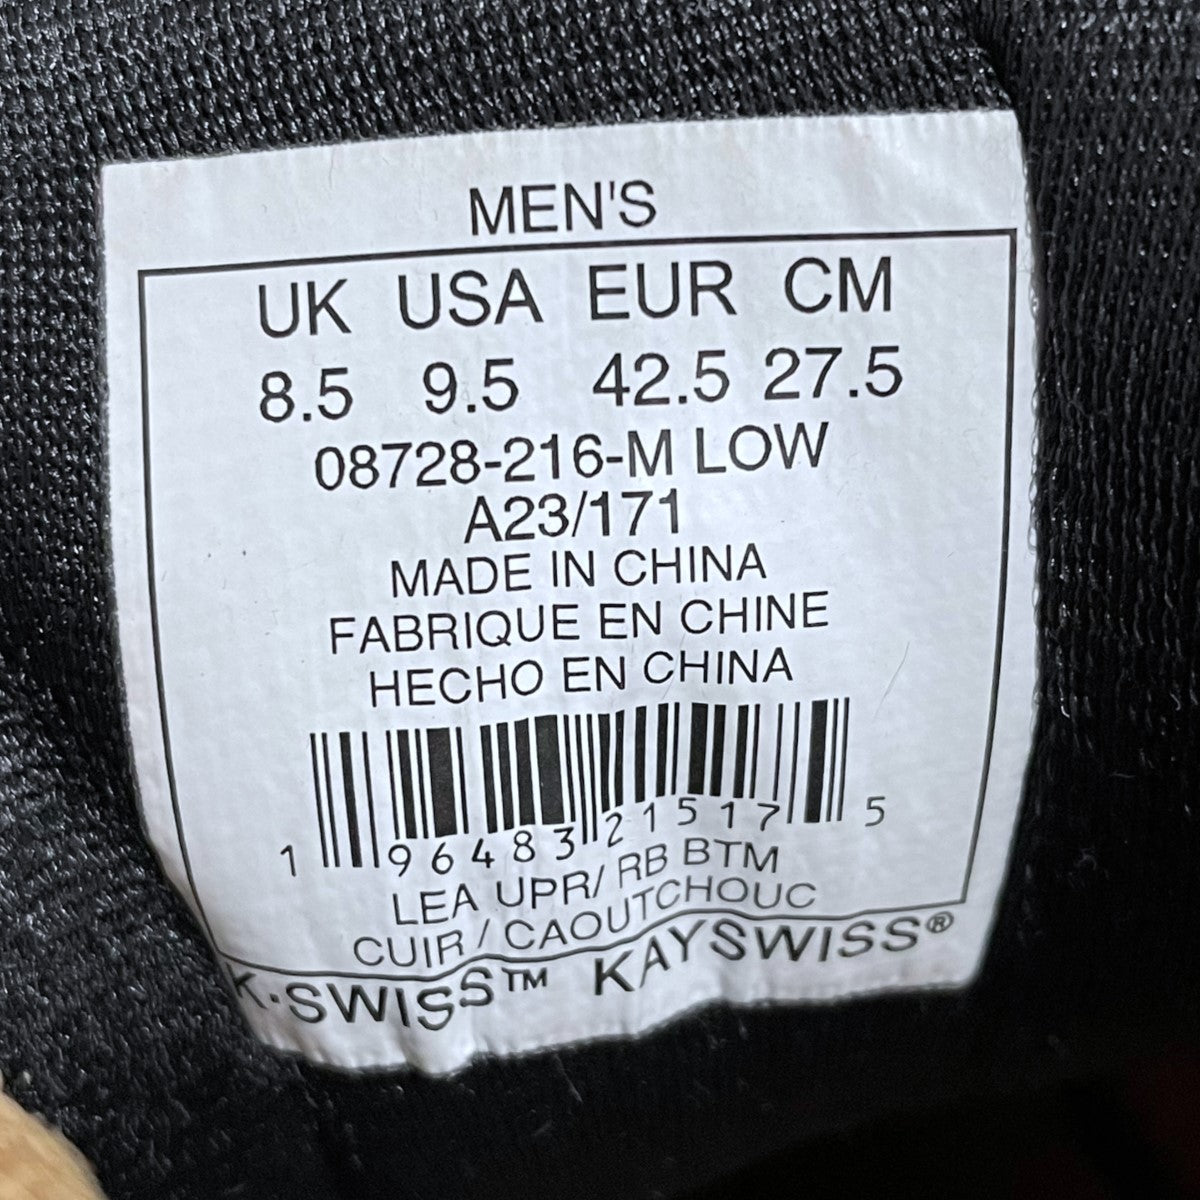 MEN'S
UK USA EUR CM
8.5 9.5 42.5 27.5
08728-216-M LOW
A23/171
MADE IN CHINA
FABRIQUE EN CHINE
HECHO EN CHINA
1 96483 21517 5
LEA UPR/ RB BTM
CUIR / CAOUTCHOUC
K·SWISS™ KAYSWISS®